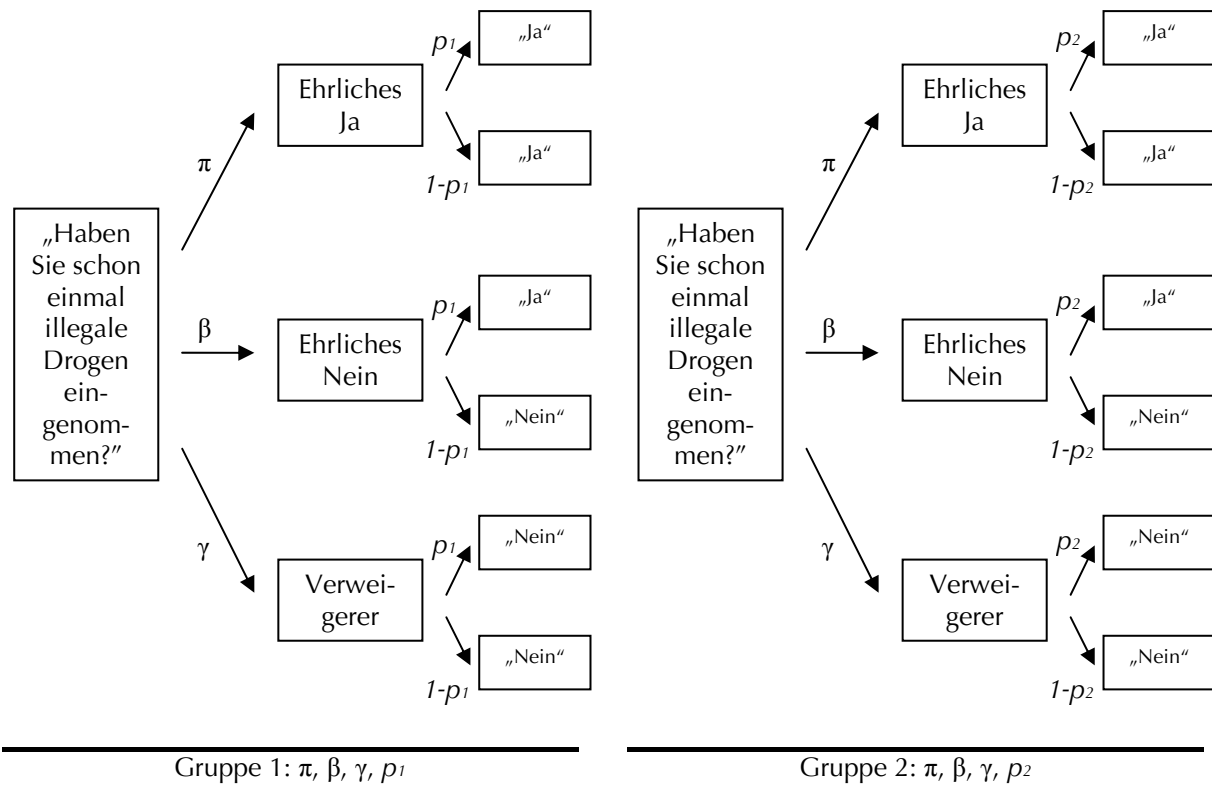 „Haben
Sie schon
einmal
illegale
Drogen
ein-
genom-
men?”
π
β
γ
Ehrliches
Ja
p1
„Ja“
1-p1
„Ja“
Ehrliches
Nein
p1
„Ja“
1-p1
„Nein“
Verwei-
gerer
p1
„Nein“
1-p1
„Nein“
Gruppe 1: π, β, γ, p1
„Haben
Sie schon
einmal
illegale
Drogen
ein-
genom-
men?”
π
β
γ
Ehrliches
Ja
p2
„Ja“
1-p2
„Ja“
Ehrliches
Nein
p2
„Ja“
1-p2
„Nein“
Verwei-
gerer
p2
„Nein“
1-p2
„Nein“
Gruppe 2: π, β, γ, p2